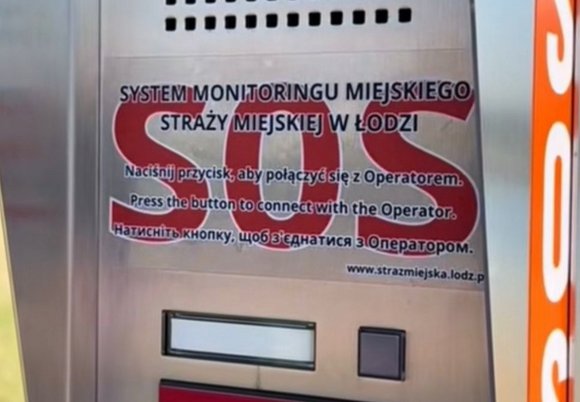 SOS
SYSTEM MONITORINGU MIEJSKIEGO
STRAŻY MIEJSKIEJ W ŁODZI
Naciśnij przycisk, aby połączyć się z Operatorem.
Press the button to connect with the Operator.
Натисніть кнопку, щоб з'єднатися з Оператором.
www.strazmiejska.lodz.p
SOS